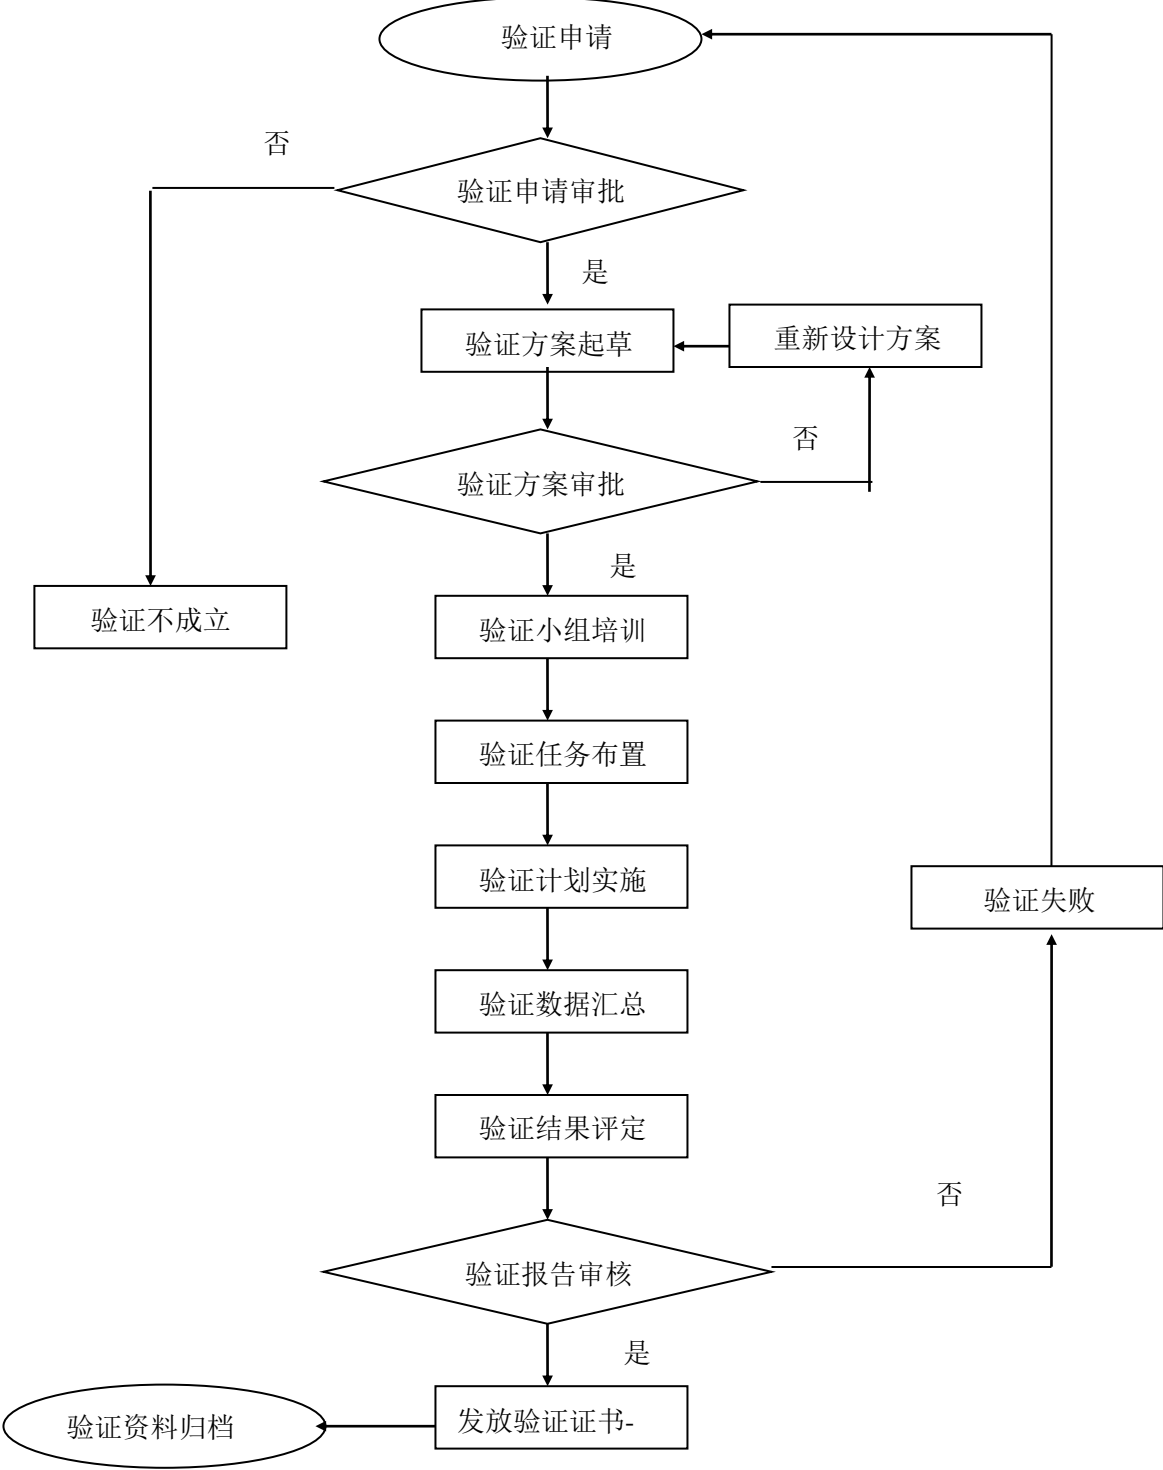 验证申请
否
验证申请审批
是
验证方案起草
重新设计方案
否
验证方案审批
是
验证不成立
验证小组培训
验证任务布置
验证计划实施
验证失败
验证数据汇总
验证结果评定
否
验证报告审核
是
发放验证证书-
验证资料归档